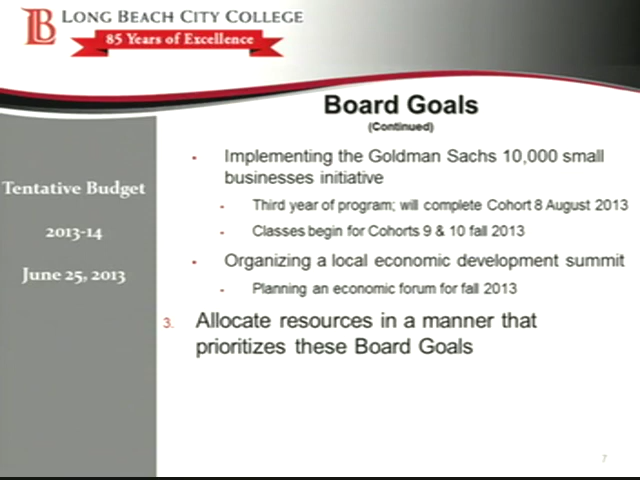 LB LONG BEACH CITY COLLEGE
85 Years of Excellence
Board Goals
(Continued)
Tentative Budget
2013-14
June 25, 2013
• Implementing the Goldman Sachs 10,000 small
businesses initiative
• Third year of program; will complete Cohort 8 August 2013
• Classes begin for Cohorts 9 & 10 fall 2013
• Organizing a local economic development summit
• Planning an economic forum for fall 2013
3. Allocate resources in a manner that
prioritizes these Board Goals
7